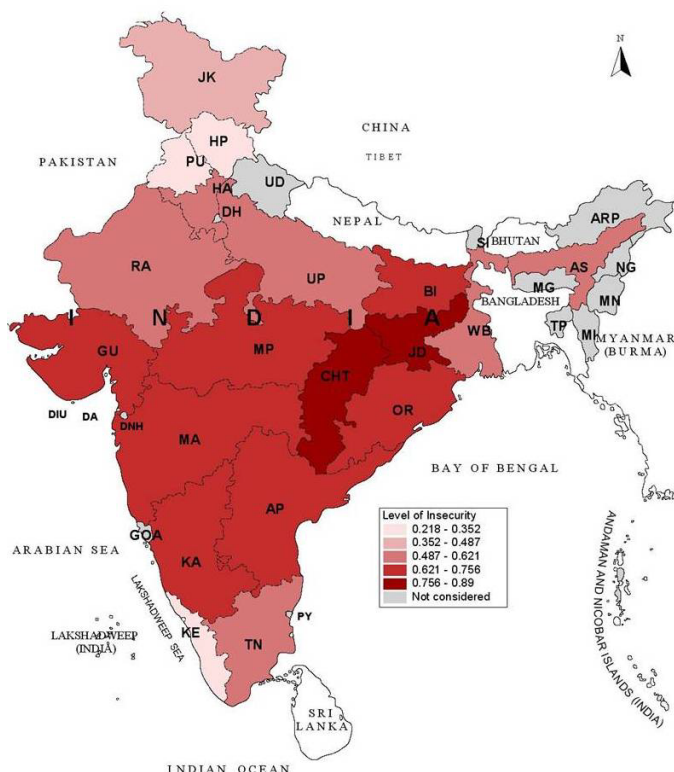 N
JK
CHINA
HP
PAKISTAN
PU
TIBET
UD
HA
NEPAL
DH
ARP
SI
BHUTAN
RA
UP
AS
NG
BI
MG
MN
BANGLADESH
I N D I A
WB
TP
MI
MYANMAR
(BURMA)
GU
MP
JD
CHT
DIU
DA
DNH
OR
MA
BAY OF BENGAL
AP
Level of Insecurity
0.218 - 0.352
0.352 - 0.487
0.487 - 0.621
0.621 - 0.756
0.756 - 0.89
Not considered
GOA
ARABIAN SEA
KA
ANDAMAN AND NICOBAR ISLANDS (INDIA)
LAKSHADWEEP SEA
PY
KE
LAKSHADWEEP
(INDIA)
TN
SRI
LANKA
INDIAN OCEAN